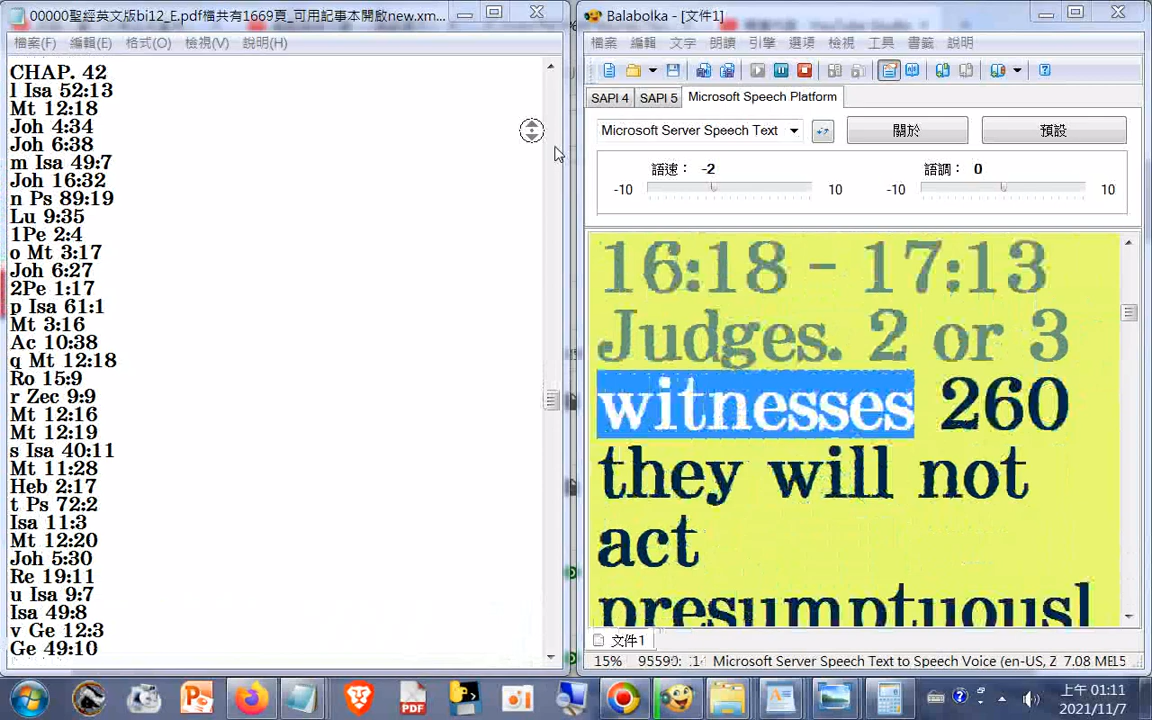 00000聖經英文版bi12_E.pdf檔共有1669頁_可用記事本開啟new.xm...
檔案(F) 編輯(E) 格式(O) 檢視(V) 說明(H)
CHAP. 42
l Isa 52:13
Mt 12:18
Joh 4:34
Joh 6:38
m Isa 49:7
Joh 16:32
n Ps 89:19
Lu 9:35
1Pe 2:4
o Mt 3:17
Joh 6:27
2Pe 1:17
p Isa 61:1
Mt 3:16
Ac 10:38
q Mt 12:18
Ro 15:9
r Zec 9:9
Mt 12:16
Mt 12:19
s Isa 40:11
Mt 11:28
Heb 2:17
t Ps 72:2
Isa 11:3
Mt 12:20
Joh 5:30
Re 19:11
u Isa 9:7
Isa 49:8
v Ge 12:3
Ge 49:10
Balabolka - [文件1]
檔案 編輯 文字 朗讀 引擎 選項 檢視 工具 書籤 說明
SAPI 4 SAPI 5 Microsoft Speech Platform
Microsoft Server Speech Text 關於 預設
語速： -2 語調： 0
-10 10 -10 10
16:18 - 17:13
Judges. 2 or 3
witnesses 260
they will not
act
presumptuousl
文件1
15% Microsoft Server Speech Text to Speech Voice (en-US, Z 7.08
PDF
上午 01:11
2021/11/7